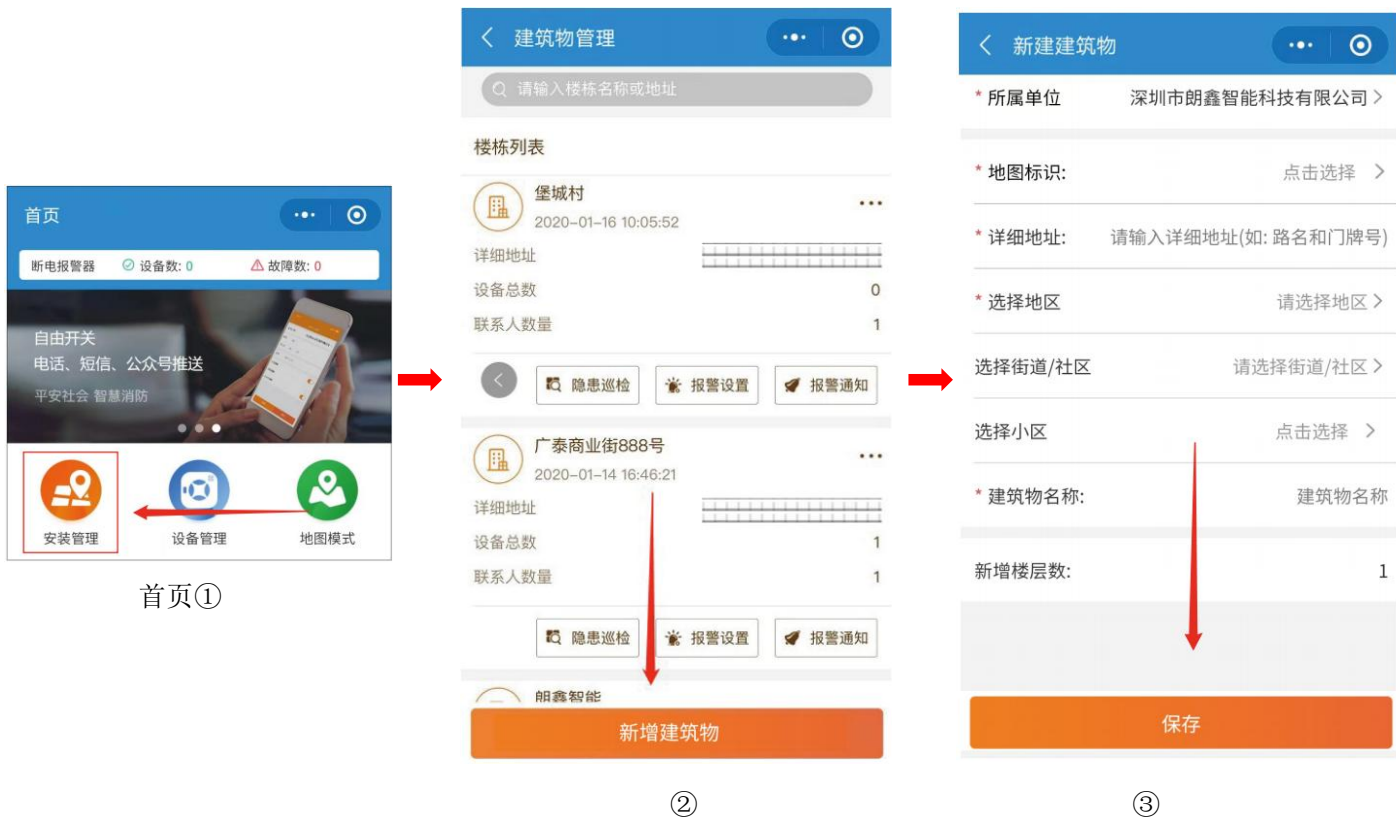 首页
断电报警器 设备数: 0 故障数: 0
自由开关
电话、短信、公众号推送
平安社会 智慧消防
安装管理 设备管理 地图模式
首页①
建筑物管理
请输入楼栋名称或地址
楼栋列表
堡城村
2020-01-16 10:05:52
详细地址
设备总数 0
联系人数量 1
隐患巡检 报警设置 报警通知
广泰商业街888号
2020-01-14 16:46:21
详细地址
设备总数 1
联系人数量 1
隐患巡检 报警设置 报警通知
朗鑫智能
新增建筑物
②
新建建筑物
* 所属单位 深圳市朗鑫智能科技有限公司
* 地图标识: 点击选择
* 详细地址: 请输入详细地址(如: 路名和门牌号)
* 选择地区 请选择地区
选择街道/社区 请选择街道/社区
选择小区 点击选择
* 建筑物名称: 建筑物名称
新增楼层数: 1
保存
③